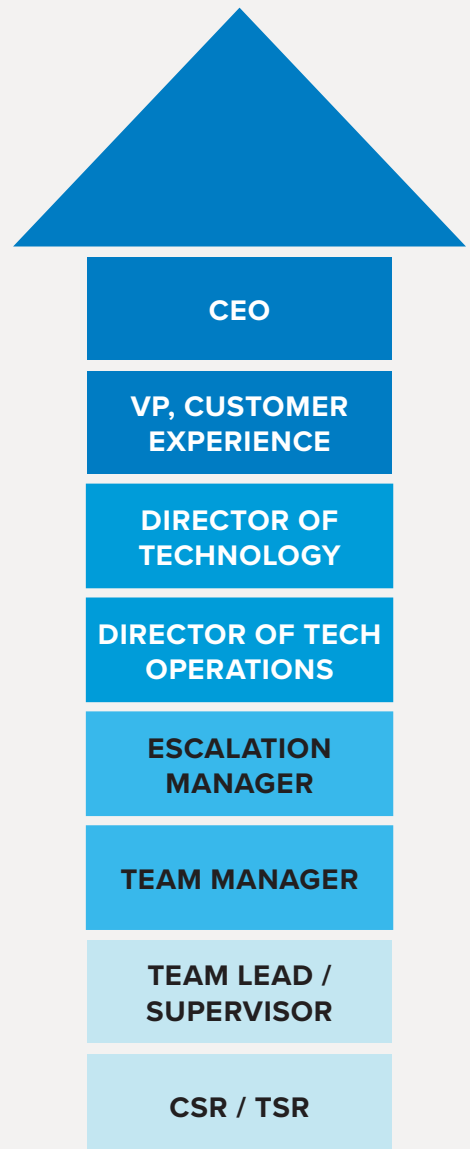 CEO
VP, CUSTOMER
EXPERIENCE
DIRECTOR OF
TECHNOLOGY
DIRECTOR OF TECH
OPERATIONS
ESCALATION
MANAGER
TEAM MANAGER
TEAM LEAD /
SUPERVISOR
CSR / TSR